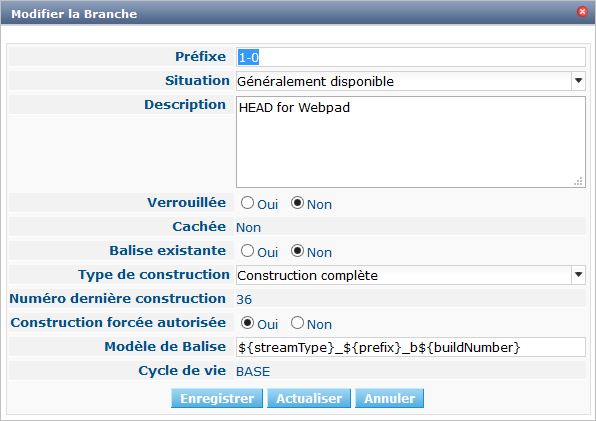 Modifier la Branche
Préfixe 1-0
Situation Généralement disponible
Description HEAD for Webpad
Verrouillée Oui Non
Cachée Non
Balise existante Oui Non
Type de construction Construction complète
Numéro dernière construction 36
Construction forcée autorisée Oui Non
Modèle de Balise ${streamType}_${prefix}_b${buildNumber}
Cycle de vie BASE
Enregistrer Actualiser Annuler